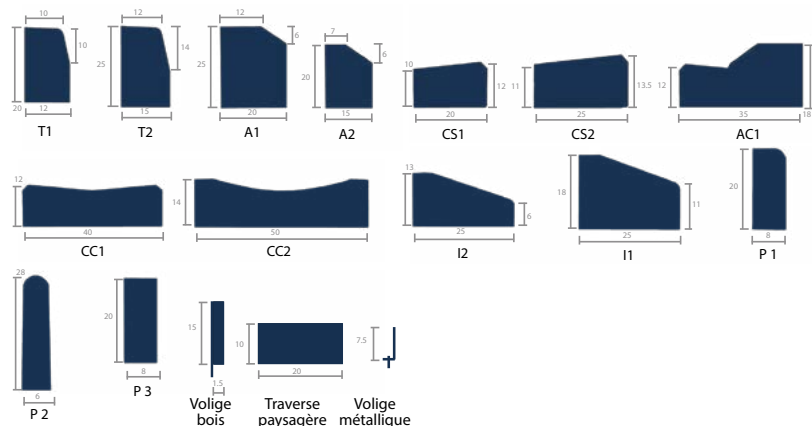 10 12 12
10 14 6 7 6
20 25 25 20 10 12 11 13.5 12 18
12 15 20 15 20 25 35
T1 T2 A1 A2 CS1 CS2 AC1
12 14 13 6 18 11 20
40 50 25 25 8
CC1 CC2 I2 I1 P 1
28 20 15 10 7.5
6 8 1.5 20
P 2 P 3 Volige Traverse Volige
bois paysagère métallique